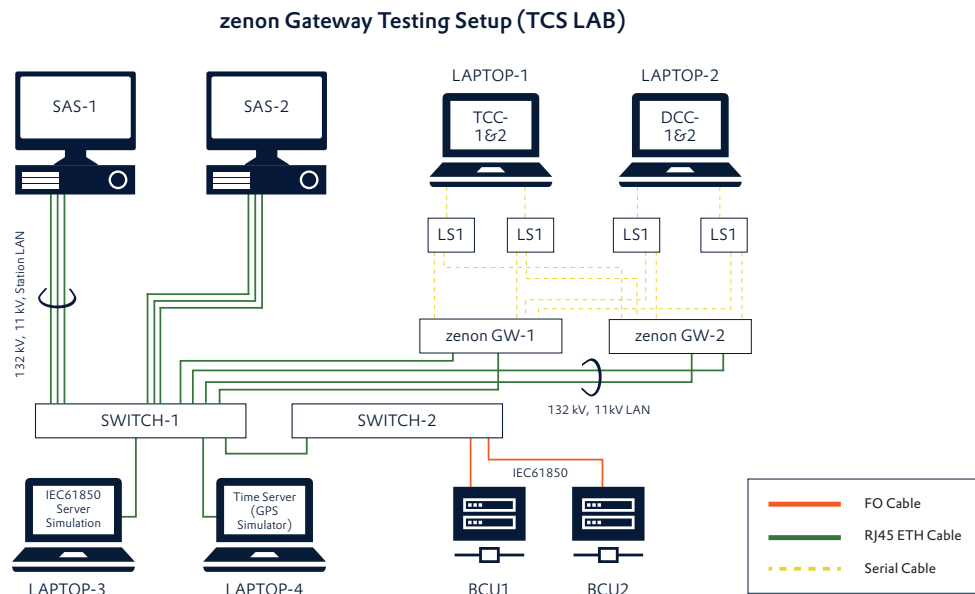 zenon Gateway Testing Setup (TCS LAB)
LAPTOP-1
LAPTOP-2
SAS-1
SAS-2
TCC-
1&2
DCC-
1&2
LS1
LS1
LS1
LS1
132 kV, 11 kV, Station LAN
zenon GW-1
zenon GW-2
132 kV, 11kV LAN
SWITCH-1
SWITCH-2
IEC61850
IEC61850
Server
Simulation
Time Server
(GPS
Simulator)
LAPTOP-3
LAPTOP-4
BCU1
BCU2
FO Cable
RJ45 ETH Cable
Serial Cable